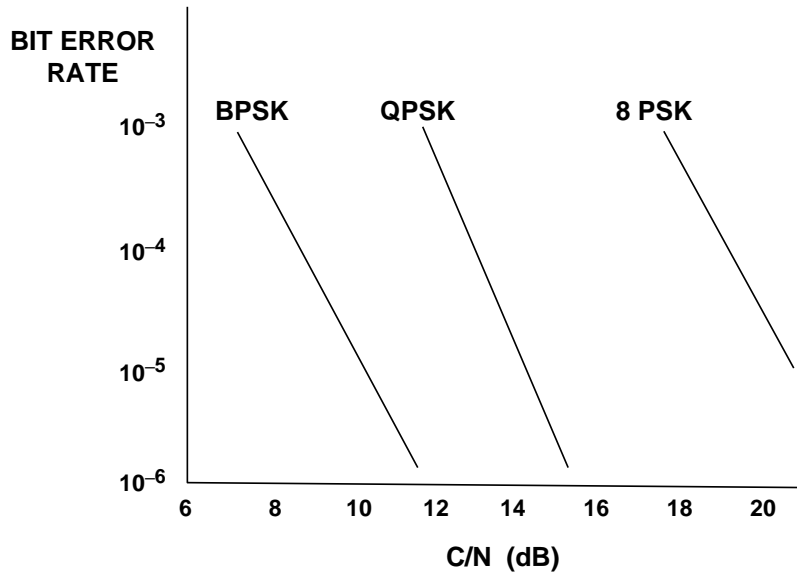 BIT ERROR
RATE
BPSK QPSK 8 PSK
10–3
10–4
10–5
10–6
6 8 10 12 14 16 18 20
C/N (dB)